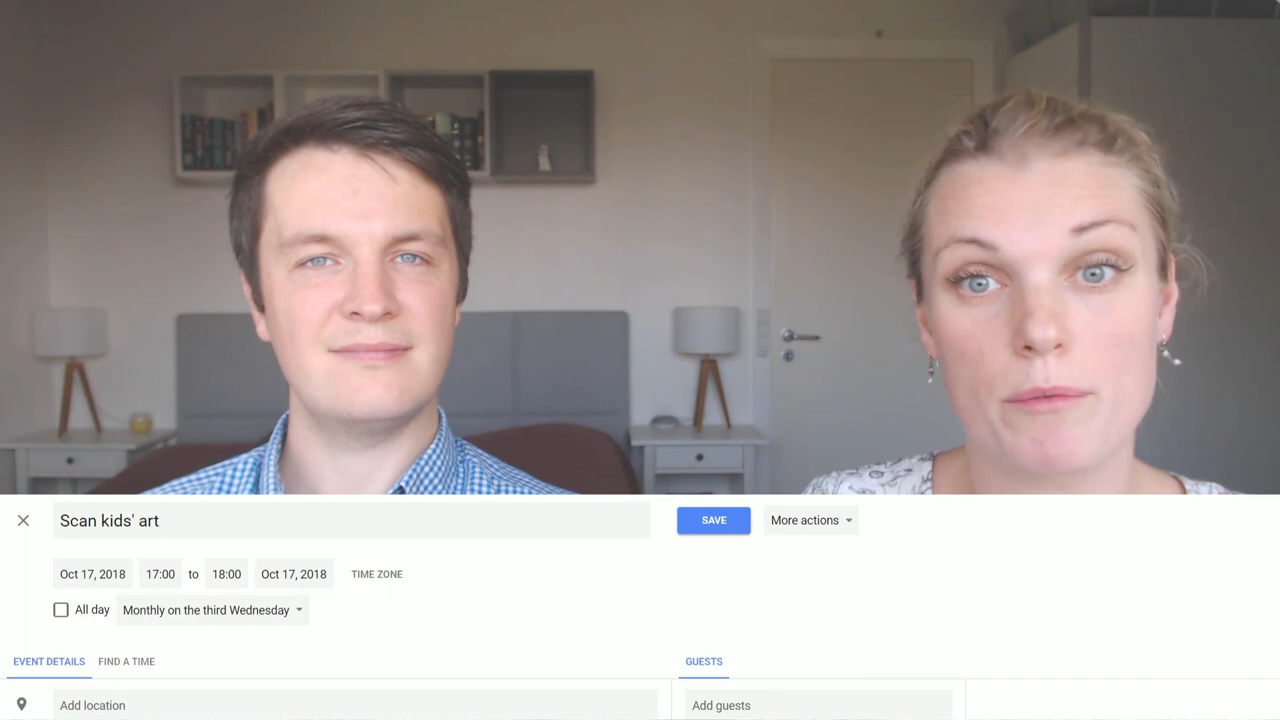 Scan kids' art
SAVE
More actions
Oct 17, 2018 17:00 to 18:00 Oct 17, 2018 TIME ZONE
All day Monthly on the third Wednesday
EVENT DETAILS FIND A TIME
GUESTS
Add location
Add guests